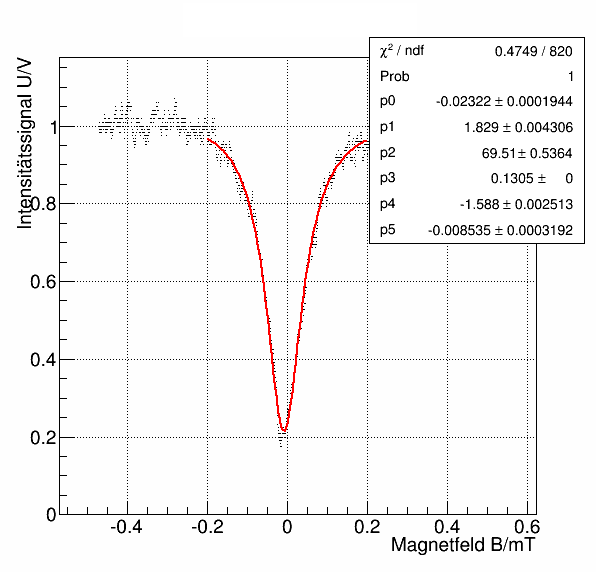 χ² / ndf 0.4749 / 820
Prob 1
p0 -0.02322 ± 0.0001944
p1 1.829 ± 0.004306
p2 69.51 ± 0.5364
p3 0.1305 ± 0
p4 -1.588 ± 0.002513
p5 -0.008535 ± 0.0003192
Intensitätssignal U/V
1
0.8
0.6
0.4
0.2
0
-0.4 -0.2 0 0.2 0.4 0.6
Magnetfeld B/mT